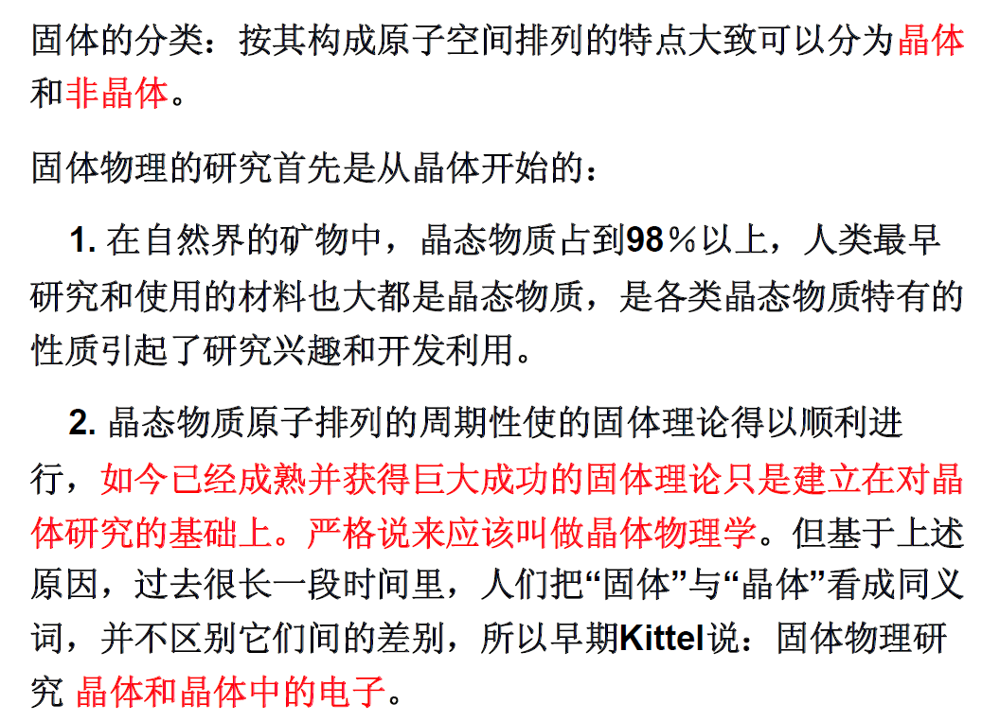 固体的分类：按其构成原子空间排列的特点大致可以分为晶体
和非晶体。
固体物理的研究首先是从晶体开始的：
1. 在自然界的矿物中，晶态物质占到98％以上，人类最早
研究和使用的材料也大都是晶态物质，是各类晶态物质特有的
性质引起了研究兴趣和开发利用。
2. 晶态物质原子排列的周期性使的固体理论得以顺利进
行，如今已经成熟并获得巨大成功的固体理论只是建立在对晶
体研究的基础上。严格说来应该叫做晶体物理学。但基于上述
原因，过去很长一段时间里，人们把“固体”与“晶体”看成同义
词，并不区别它们间的差别，所以早期Kittel说：固体物理研
究 晶体和晶体中的电子。